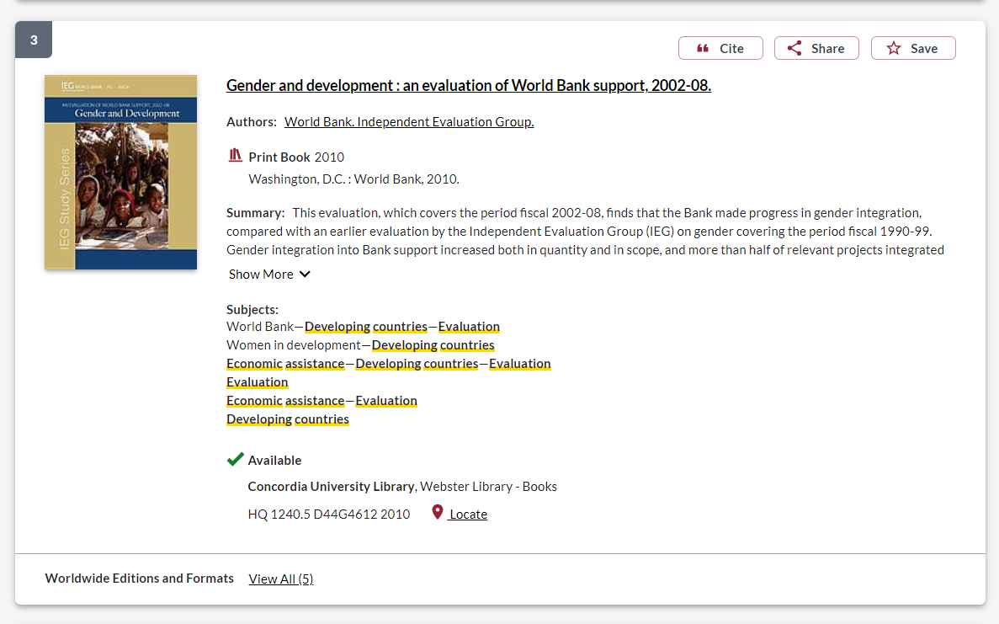 3
Cite
Share
Save
IEG WORLD BANK | IFC | MIGA
AN EVALUATION OF WORLD BANK SUPPORT, 2002–08
Gender and Development
IEG Study Series
Gender and development : an evaluation of World Bank support, 2002-08.
Authors: World Bank. Independent Evaluation Group.
Print Book 2010
Washington, D.C. : World Bank, 2010.
Summary: This evaluation, which covers the period fiscal 2002-08, finds that the Bank made progress in gender integration,
compared with an earlier evaluation by the Independent Evaluation Group (IEG) on gender covering the period fiscal 1990-99.
Gender integration into Bank support increased both in quantity and in scope, and more than half of relevant projects integrated
Show More
Subjects:
World Bank—Developing countries—Evaluation
Women in development—Developing countries
Economic assistance—Developing countries—Evaluation
Evaluation
Economic assistance—Evaluation
Developing countries
Available
Concordia University Library, Webster Library - Books
HQ 1240.5 D44G4612 2010
Locate
Worldwide Editions and Formats View All (5)